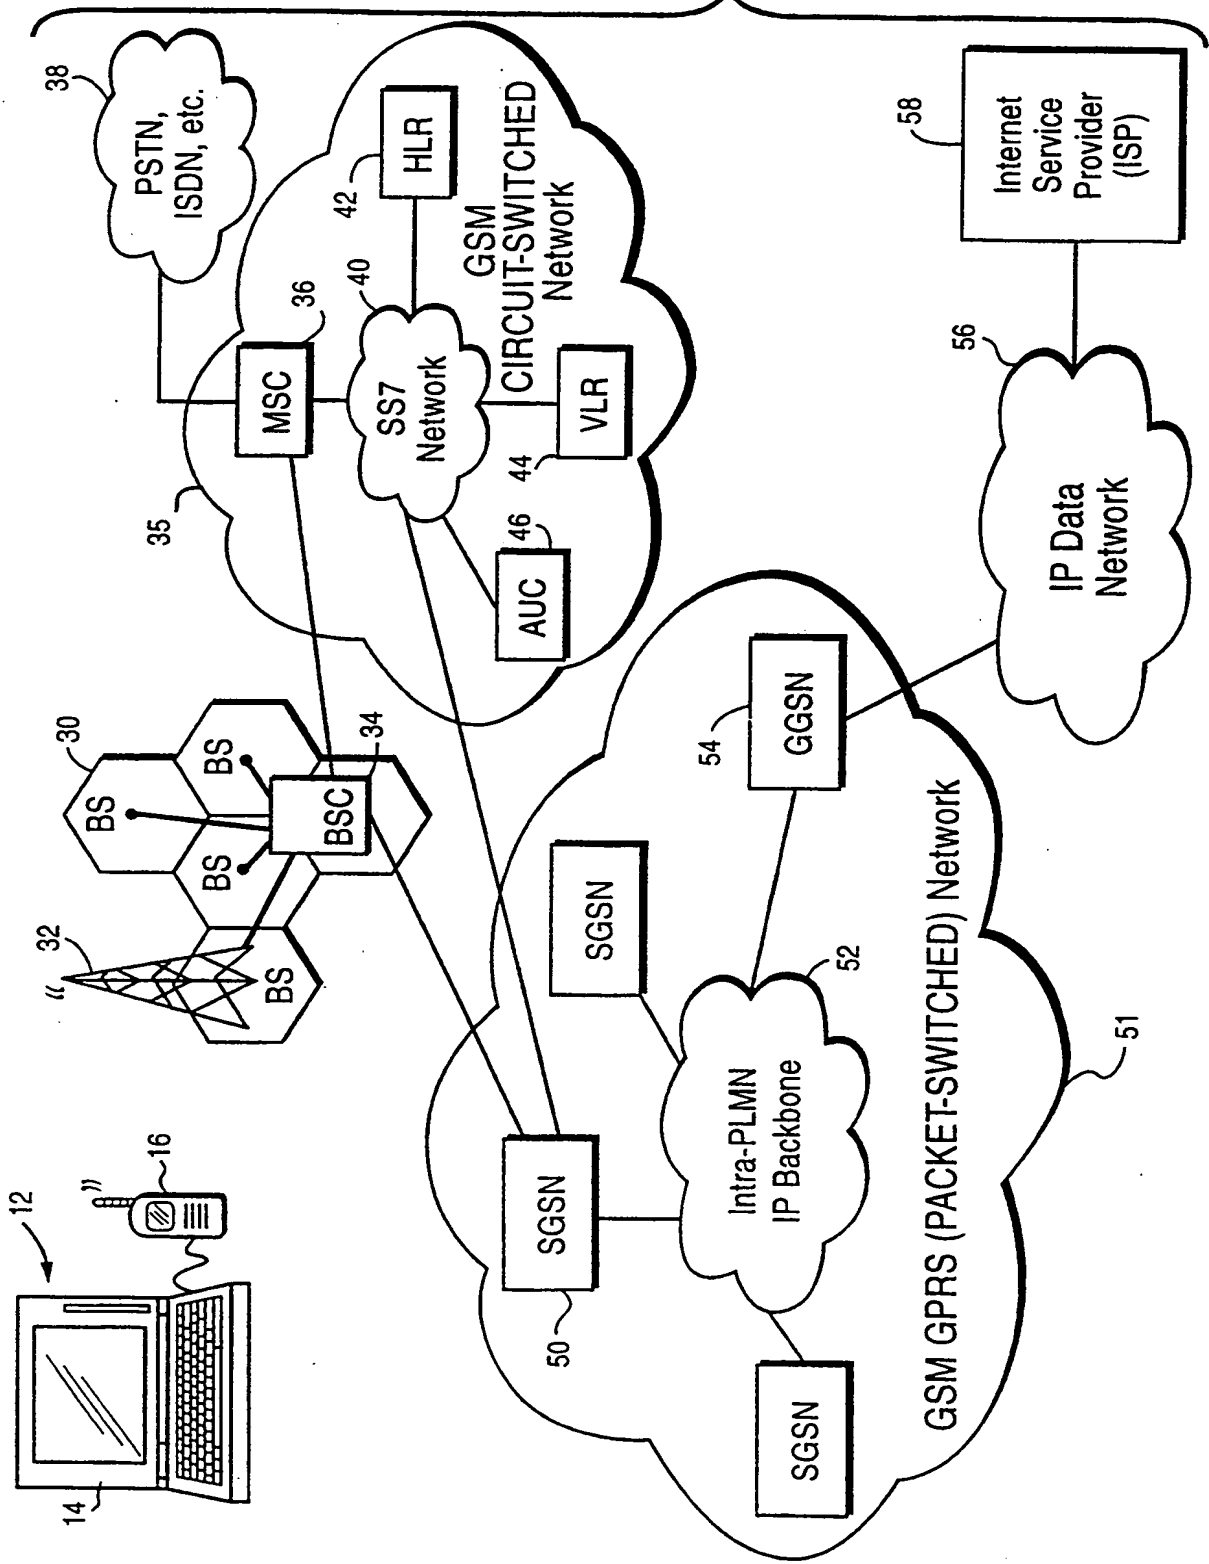 12
14
16
32
BS
BS
BS
BS
30
BSC
34
35
MSC
36
PSTN,
ISDN, etc.
38
SS7
Network
40
HLR
42
VLR
44
AUC
46
GSM
CIRCUIT-SWITCHED
Network
SGSN
50
SGSN
SGSN
Intra-PLMN
IP Backbone
52
GGSN
54
GSM GPRS (PACKET-SWITCHED) Network
51
IP Data
Network
56
Internet
Service
Provider
(ISP)
58